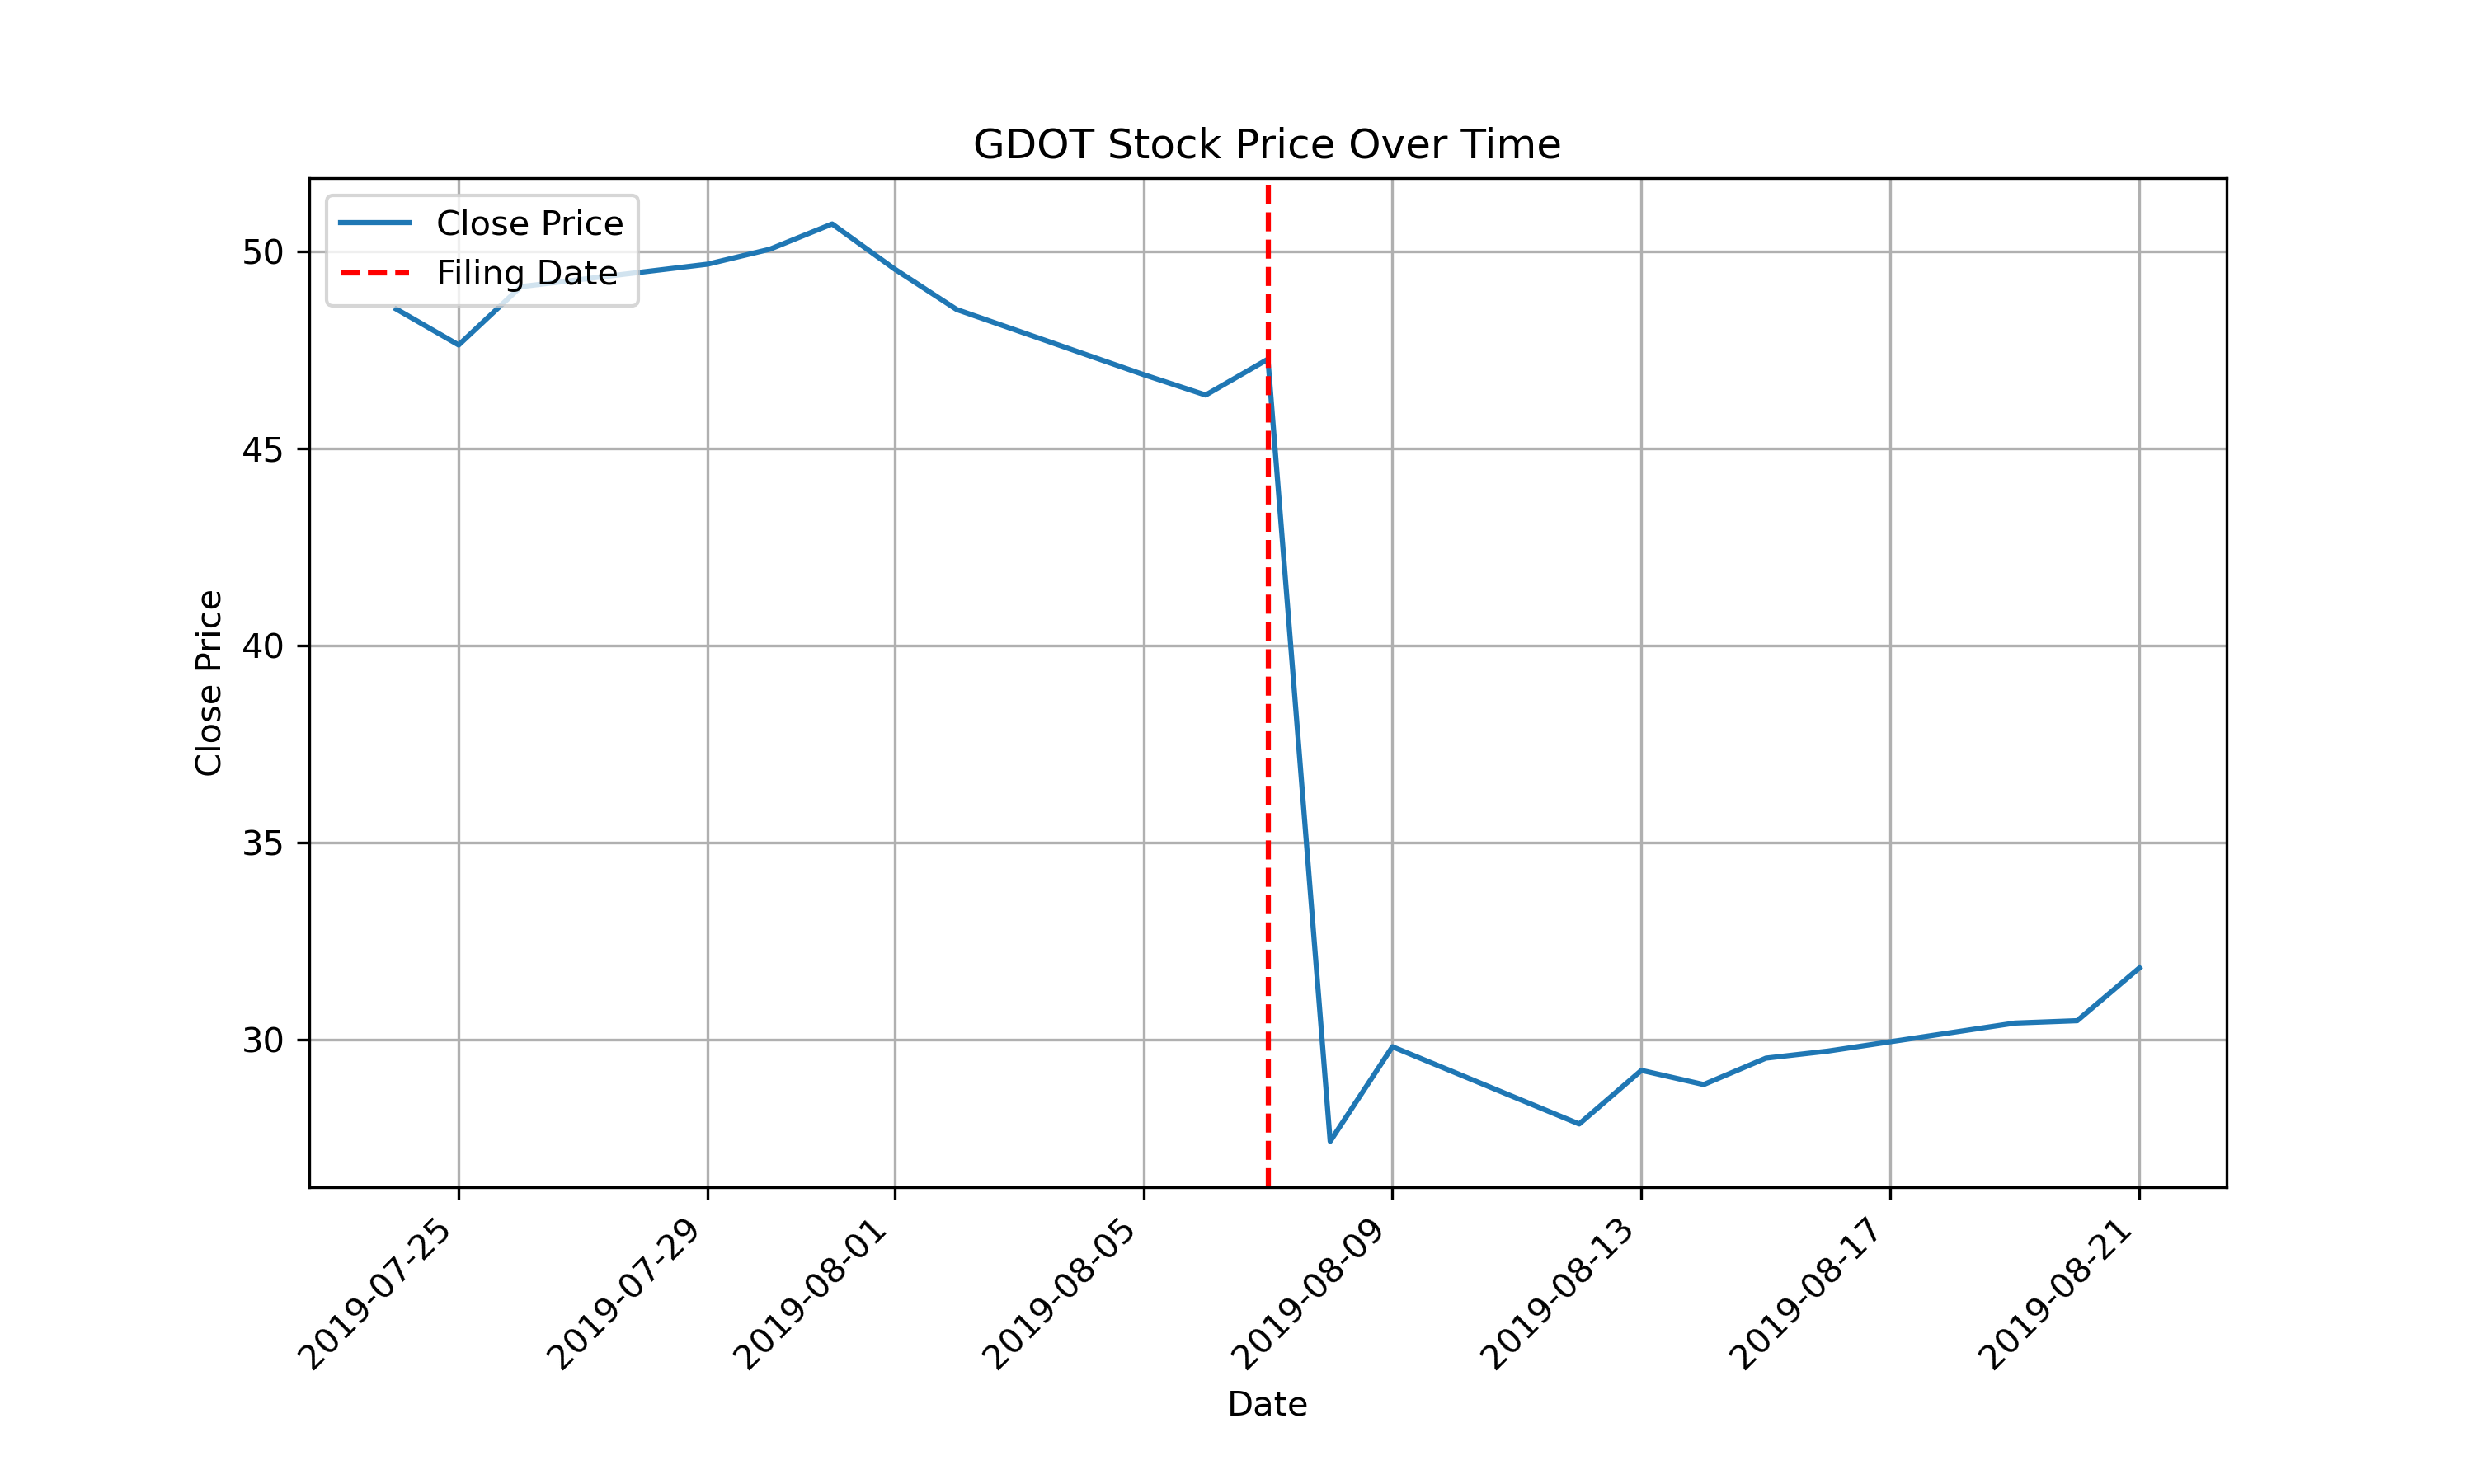 GDOT Stock Price Over Time
Close Price
Filing Date
50
45
40
35
30
Close Price
2019-07-25
2019-07-29
2019-08-01
2019-08-05
2019-08-09
2019-08-13
2019-08-17
2019-08-21
Date